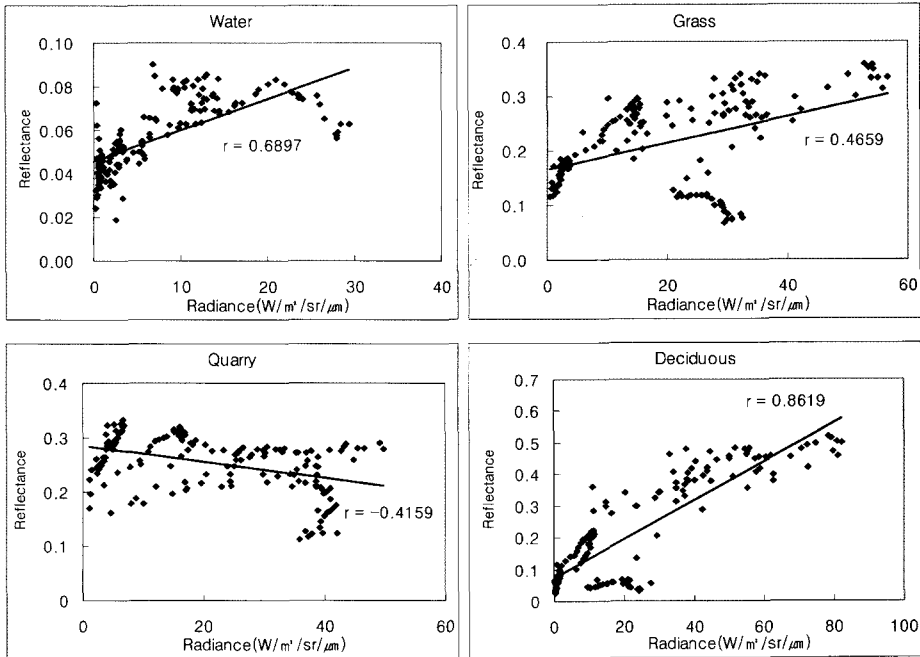 Water
0.10
0.08
0.06
0.04
0.02
0.00
Reflectance
r = 0.6897
0 10 20 30 40
Radiance(W/m²/sr/μm)
Grass
0.4
0.3
0.2
0.1
0.0
Reflectance
r = 0.4659
0 20 40 60
Radiance(W/m²/sr/μm)
Quarry
0.4
0.3
0.2
0.1
0
Reflectance
r = -0.4159
0 20 40 60
Radiance(W/m²/sr/μm)
Deciduous
0.7
0.6
0.5
0.4
0.3
0.2
0.1
0
Reflectance
r = 0.8619
0 20 40 60 80 100
Radiance(W/m²/sr/μm)